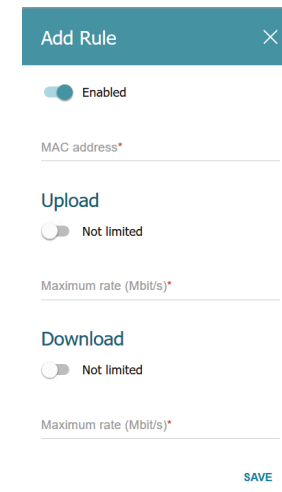 Add Rule
Enabled
MAC address*
Upload
Not limited
Maximum rate (Mbit/s)*
Download
Not limited
Maximum rate (Mbit/s)*
SAVE